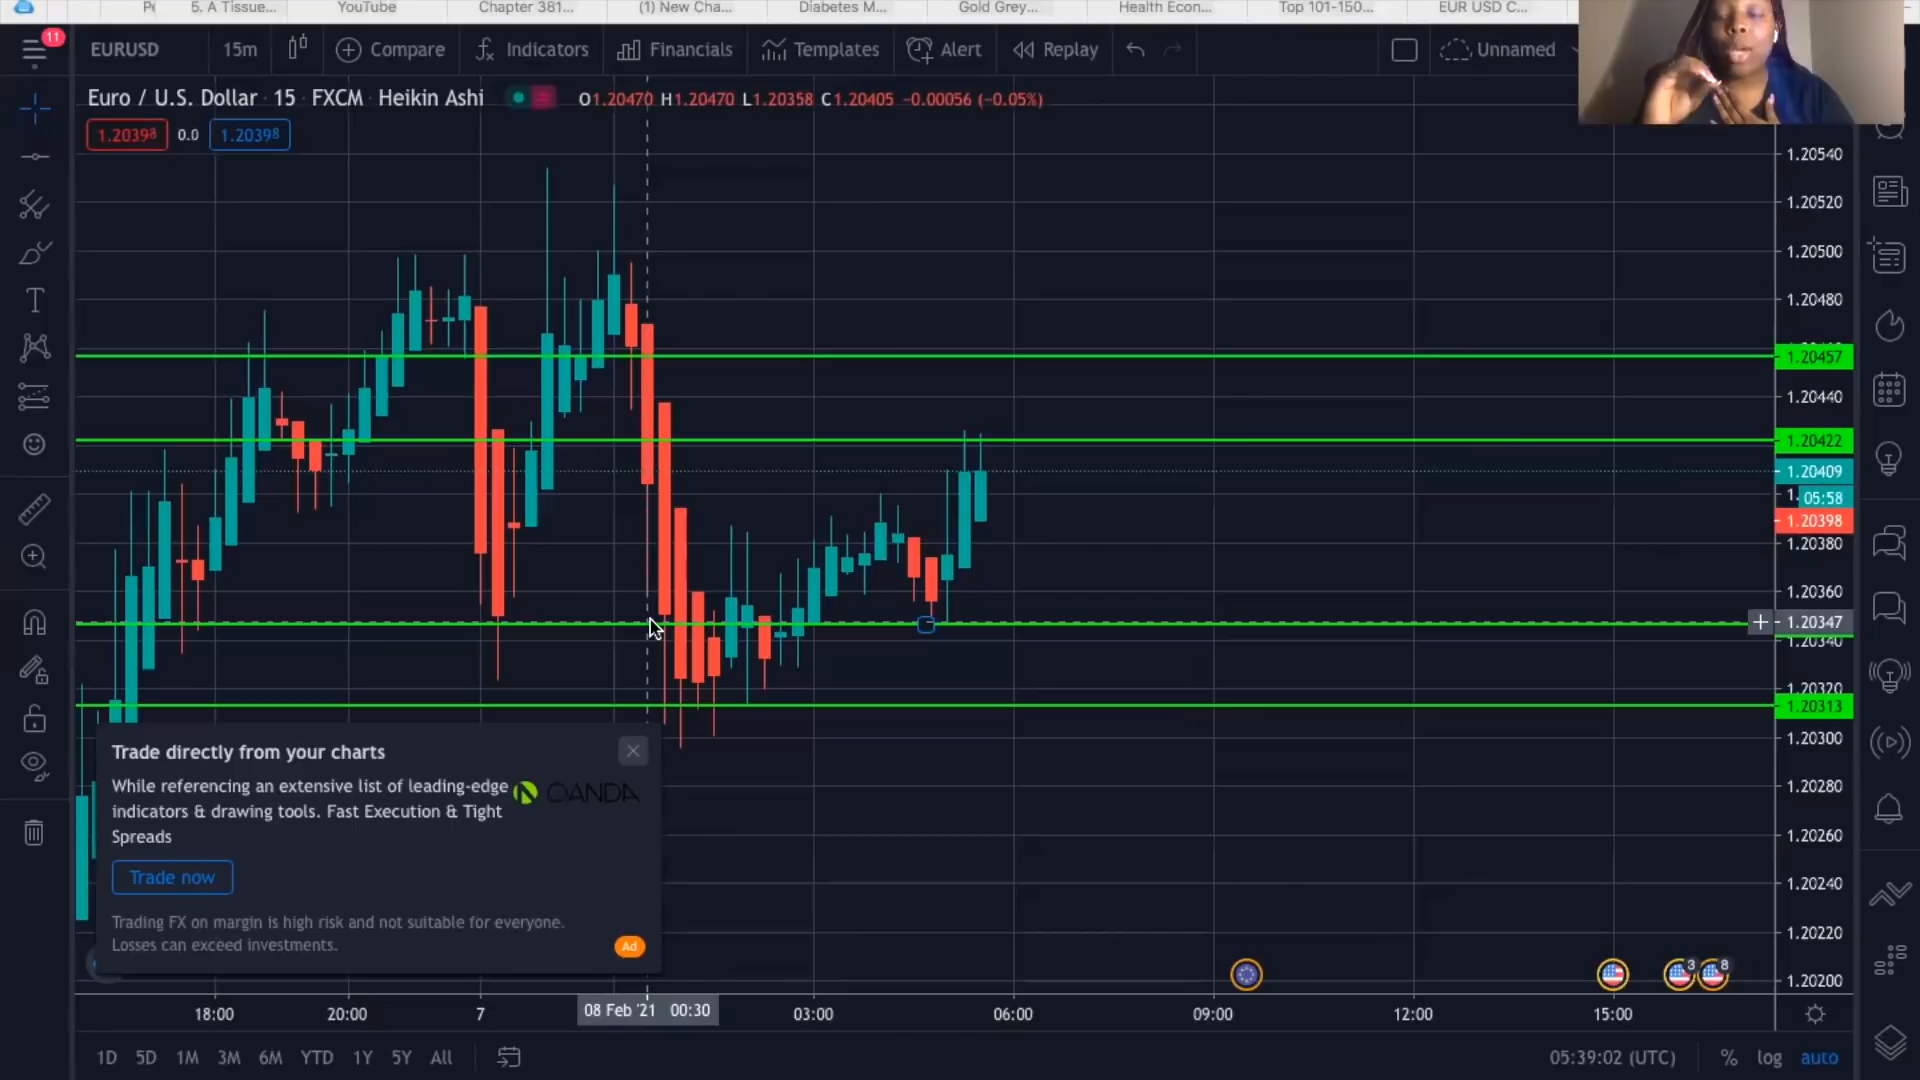 5. A Tissue...
YouTube
Chapter 381...
(1) New Cha...
Diabetes M...
Gold Grey...
Health Econ...
Top 101-150...
EUR USD C...
11
EURUSD
15m
Compare
Indicators
Financials
Templates
Alert
Replay
Unnamed
Euro / U.S. Dollar · 15 · FXCM · Heikin Ashi
O1.20470 H1.20470 L1.20358 C1.20405 −0.00056 (−0.05%)
1.20398 0.0 1.20398
1.20540
1.20520
1.20500
1.20480
1.20457
1.20440
1.20422
1.20409
05:58
1.20398
1.20380
1.20360
1.20347
1.20340
1.20320
1.20313
1.20300
1.20280
1.20260
1.20240
1.20220
1.20200
Trade directly from your charts
While referencing an extensive list of leading-edge
indicators & drawing tools. Fast Execution & Tight
Spreads
OANDA
Trade now
Trading FX on margin is high risk and not suitable for everyone.
Losses can exceed investments.
Ad
3
8
18:00
20:00
7
08 Feb '21 00:30
03:00
06:00
09:00
12:00
15:00
1D 5D 1M 3M 6M YTD 1Y 5Y All
05:39:02 (UTC)
% log auto